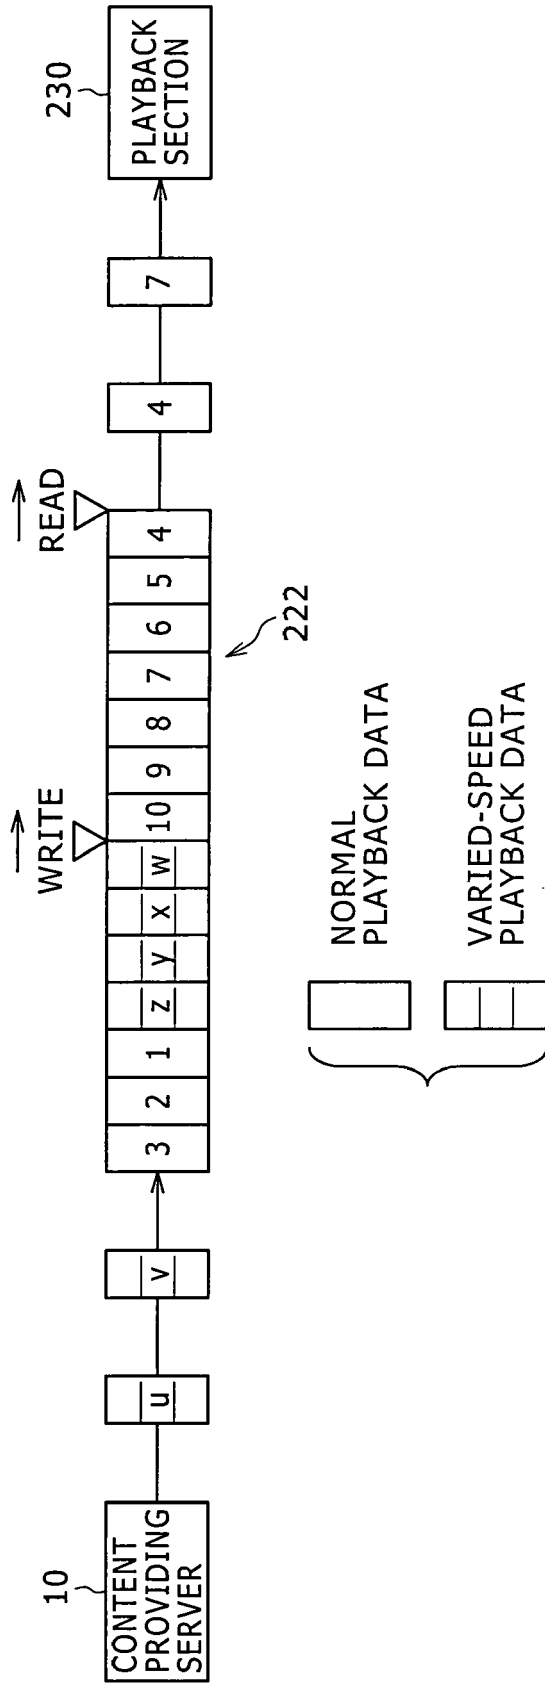 10
CONTENT
PROVIDING
SERVER
u
v
3
2
1
z
y
x
w
10
9
8
7
6
5
4
WRITE
READ
222
4
7
230
PLAYBACK
SECTION
NORMAL
PLAYBACK DATA
VARIED-SPEED
PLAYBACK DATA